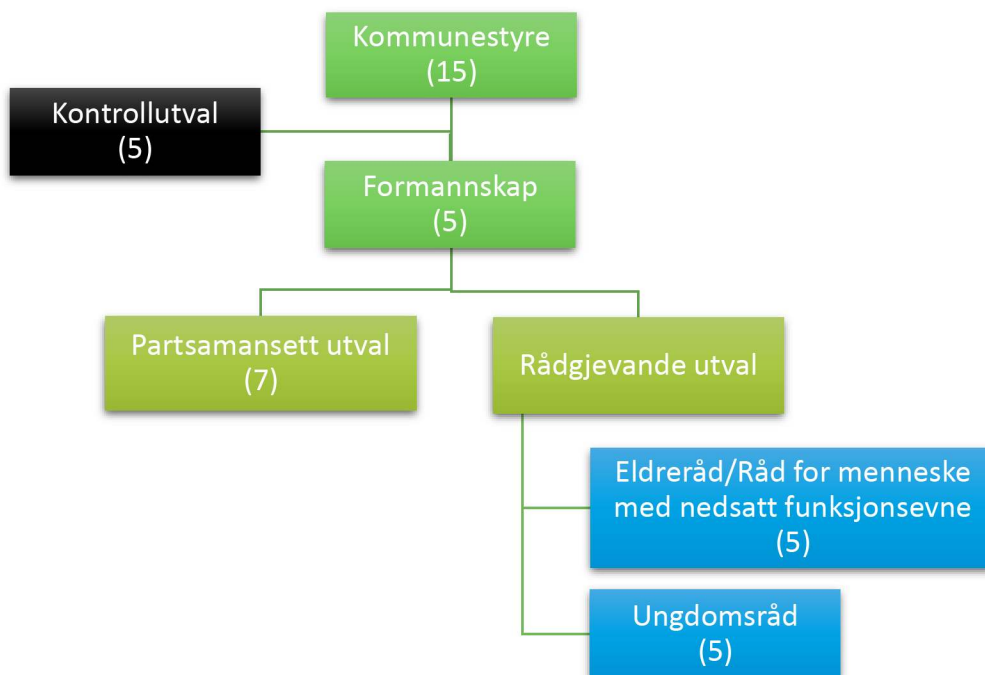 Kommunestyre
(15)
Kontrollutval
(5)
Formannskap
(5)
Partsamansett utval
(7)
Rådgjevande utval
Eldreråd/Råd for menneske
med nedsatt funksjonsevne
(5)
Ungdomsråd
(5)